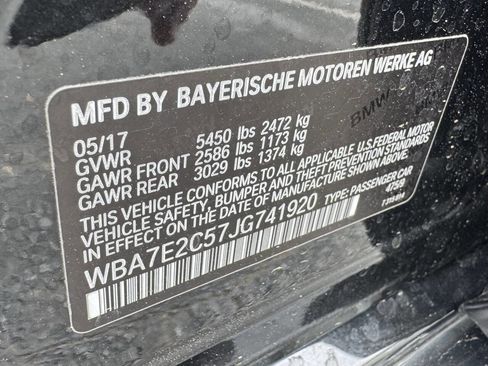 MFD BY BAYERISCHE MOTOREN WERKE AG
05/17
GVWR 5450 lbs 2472 kg
GAWR FRONT 2586 lbs 1173 kg
GAWR REAR 3029 lbs 1374 kg
THIS VEHICLE CONFORMS TO ALL APPLICABLE U.S. FEDERAL MOTOR
VEHICLE SAFETY, BUMPER AND THEFT PREVENTION STANDARDS IN
EFFECT ON THE DATE OF MANUFACTURE SHOWN ABOVE.
WBA7E2C57JG741920 TYPE: PASSENGER CAR
4759
BMW